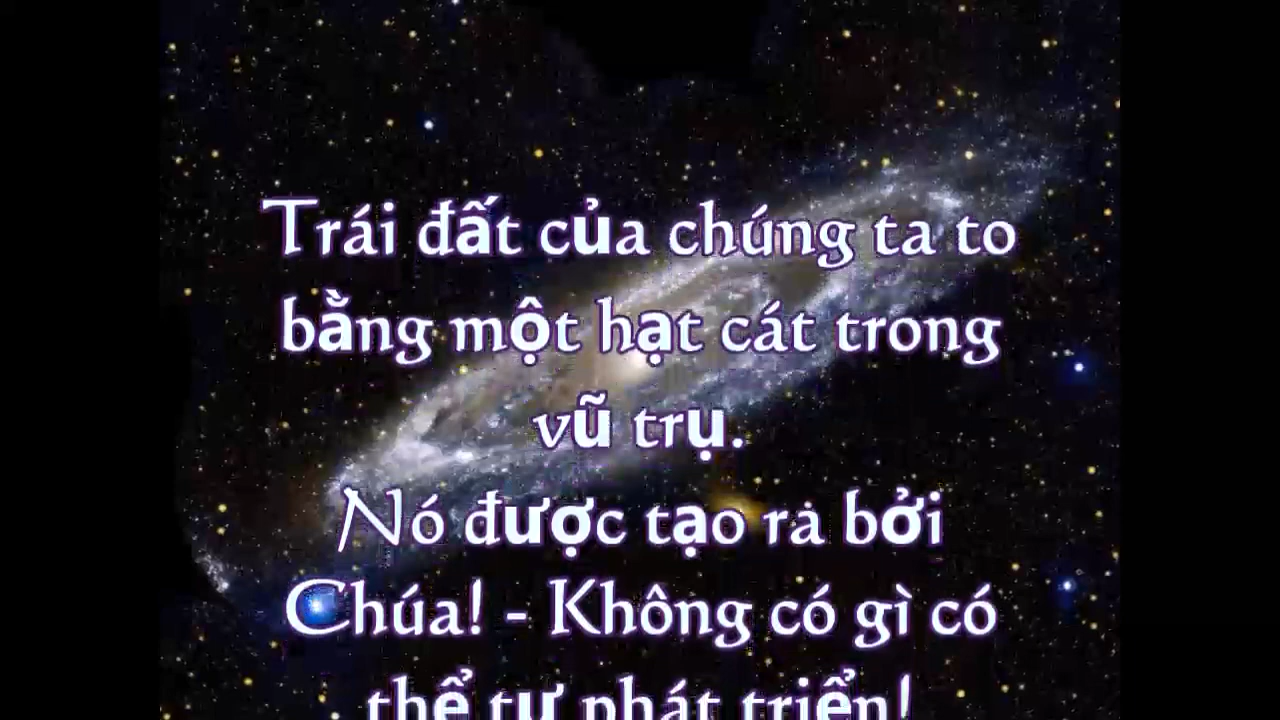 Trái đất của chúng ta to
bằng một hạt cát trong
vũ trụ.
Nó được tạo ra bởi
Chúa! - Không có gì có
thể tự phát triển!